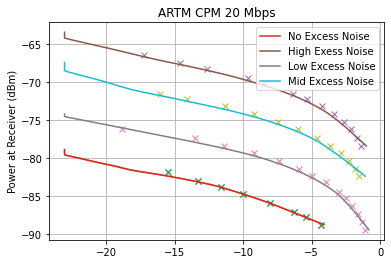 ARTM CPM 20 Mbps
No Excess Noise
High Exess Noise
Low Excess Noise
Mid Excess Noise
Power at Receiver (dBm)
−65
−70
−75
−80
−85
−90
−20
−15
−10
−5
0